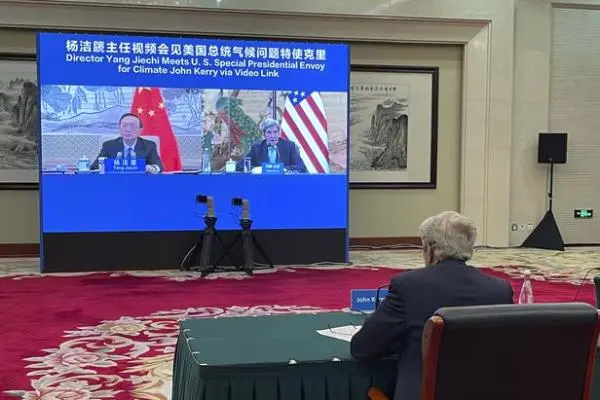 杨洁篪主任视频会见美国总统气候问题特使克里
Director Yang Jiechi Meets U. S. Special Presidential Envoy
for Climate John Kerry via Video Link
杨洁篪
Yang Jiechi
John